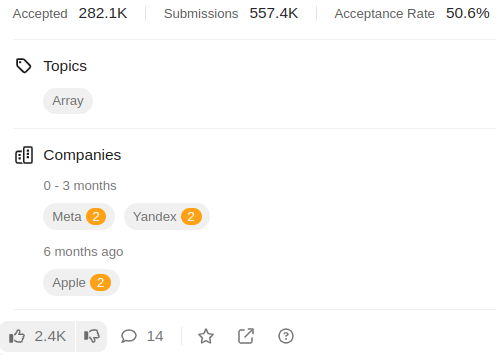 Accepted 282.1K Submissions 557.4K Acceptance Rate 50.6%
Topics
Array
Companies
0 - 3 months
Meta 2 Yandex 2
6 months ago
Apple 2
2.4K 14